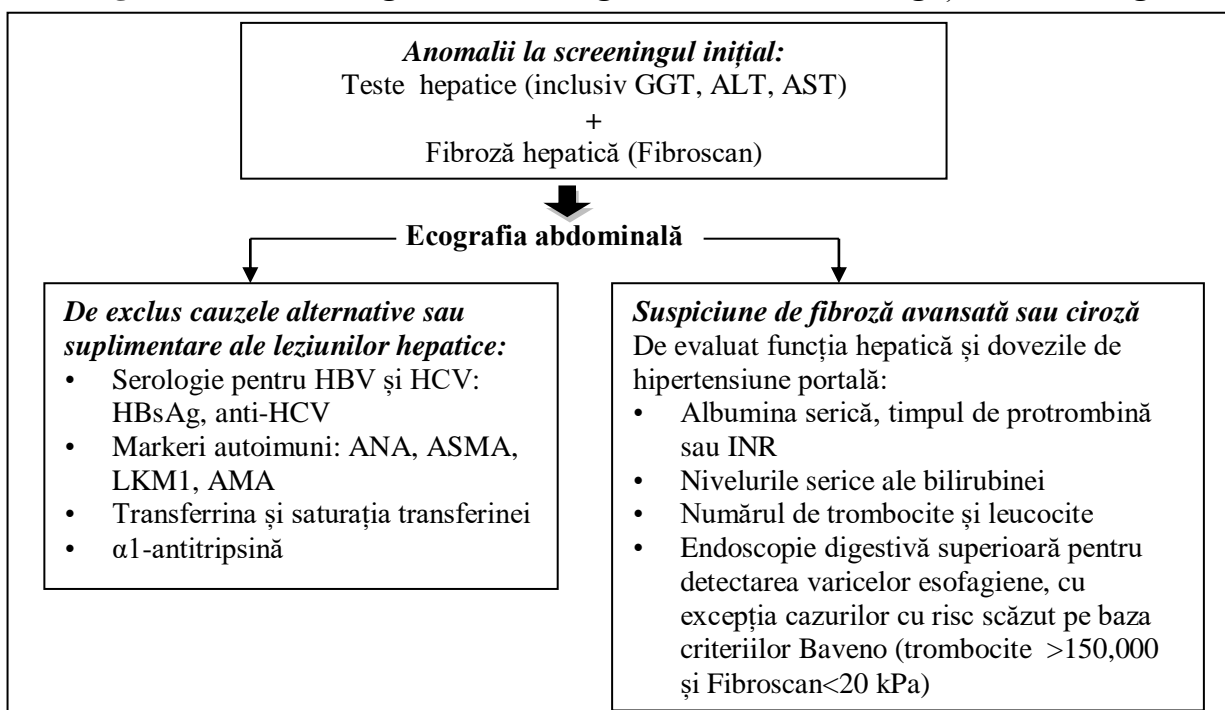 Anomalii la screeningul inițial:
Teste hepatice (inclusiv GGT, ALT, AST)
+
Fibroză hepatică (Fibroscan)
Ecografia abdominală
De exclus cauzele alternative sau
suplimentare ale leziunilor hepatice:
• Serologie pentru HBV și HCV:
HBsAg, anti-HCV
• Markeri autoimuni: ANA, ASMA,
LKM1, AMA
• Transferrina și saturația transferinei
• α1-antitripsină
Suspiciune de fibroză avansată sau ciroză
De evaluat funcția hepatică și dovezile de
hipertensiune portală:
• Albumina serică, timpul de protrombină
sau INR
• Nivelurile serice ale bilirubinei
• Numărul de trombocite și leucocite
• Endoscopie digestivă superioară pentru
detectarea varicelor esofagiene, cu
excepția cazurilor cu risc scăzut pe baza
criteriilor Baveno (trombocite >150,000
și Fibroscan<20 kPa)